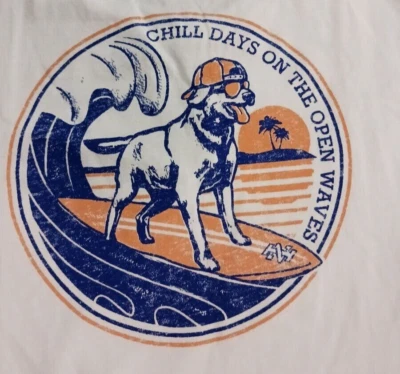 CHILL DAYS ON THE OPEN WAVES